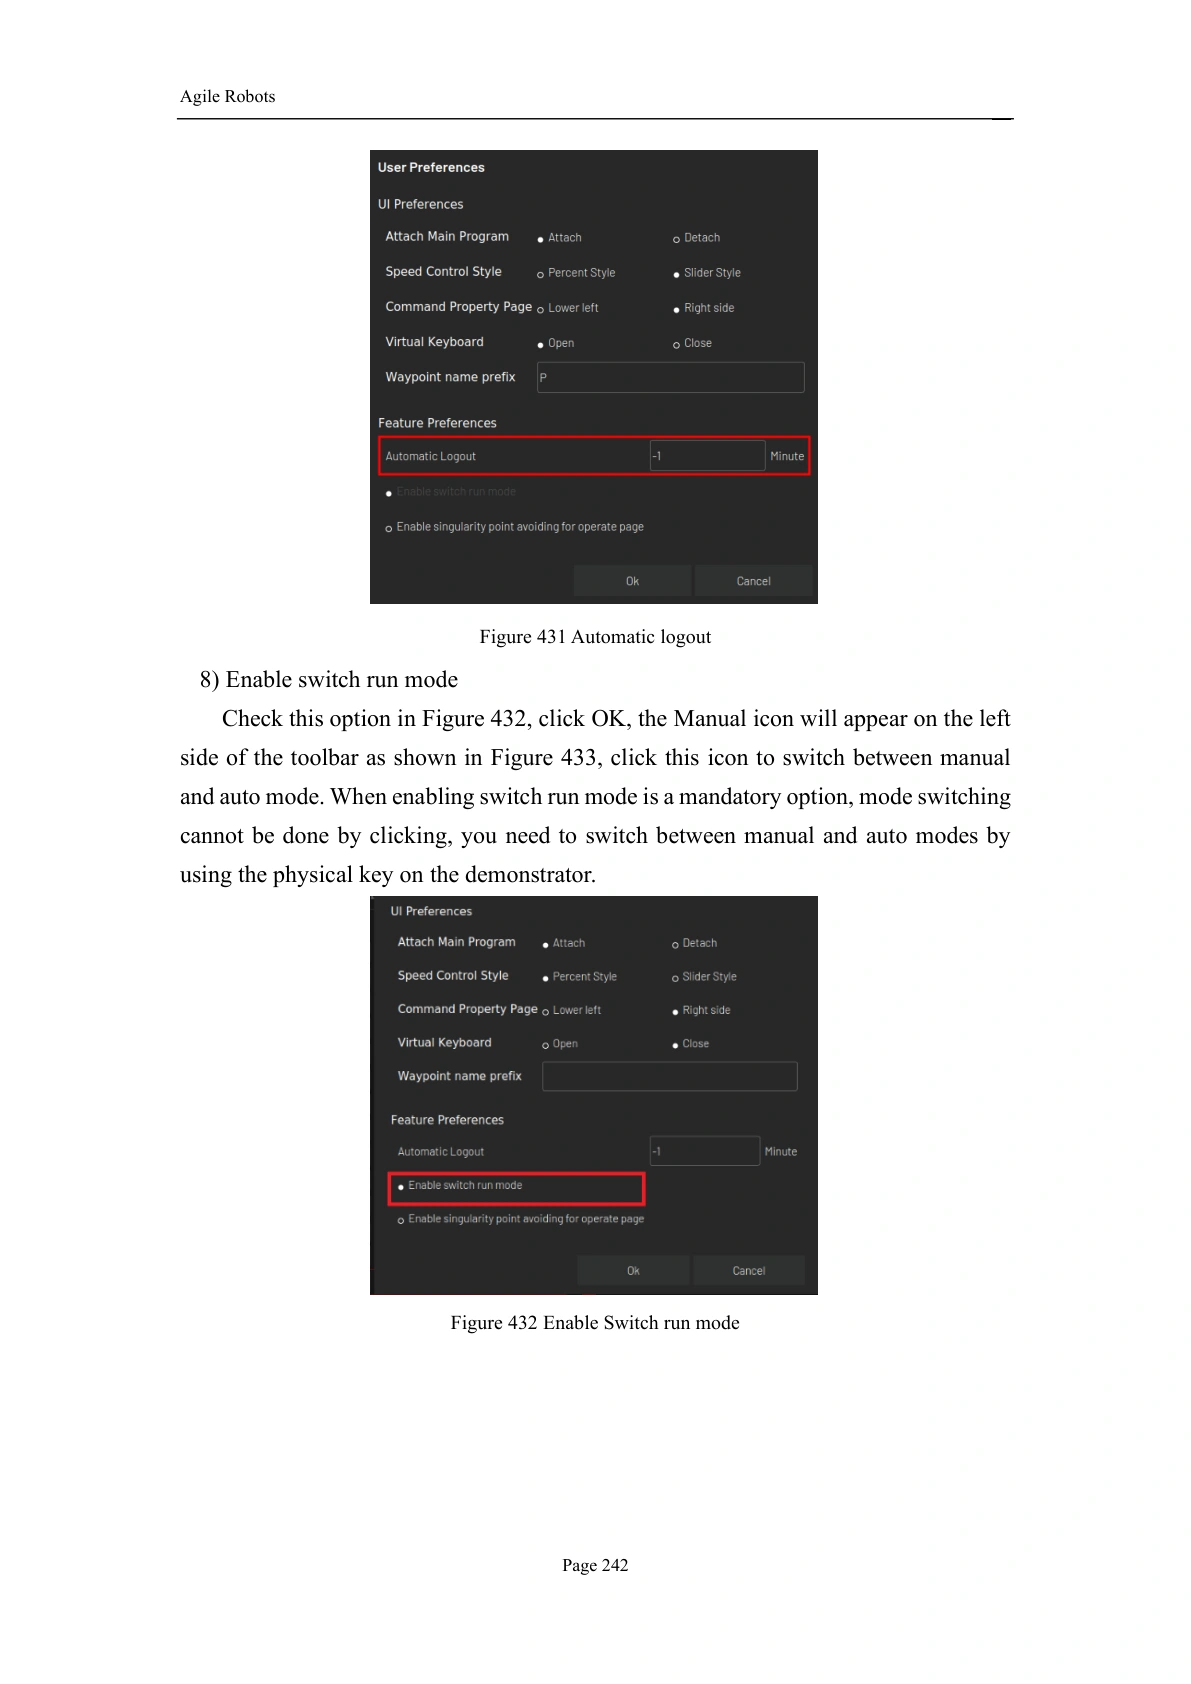 Agile Robots
User Preferences
UI Preferences
Attach Main Program Attach Detach
Speed Control Style Percent Style Slider Style
Command Property Page Lower left Right side
Virtual Keyboard Open Close
Waypoint name prefix P
Feature Preferences
Automatic Logout -1 Minute
Enable switch run mode
Enable singularity point avoiding for operate page
Ok Cancel
Figure 431 Automatic logout
8) Enable switch run mode
Check this option in Figure 432, click OK, the Manual icon will appear on the left
side of the toolbar as shown in Figure 433, click this icon to switch between manual
and auto mode. When enabling switch run mode is a mandatory option, mode switching
cannot be done by clicking, you need to switch between manual and auto modes by
using the physical key on the demonstrator.
UI Preferences
Attach Main Program Attach Detach
Speed Control Style Percent Style Slider Style
Command Property Page Lower left Right side
Virtual Keyboard Open Close
Waypoint name prefix
Feature Preferences
Automatic Logout -1 Minute
Enable switch run mode
Enable singularity point avoiding for operate page
Ok Cancel
Figure 432 Enable Switch run mode
Page 242